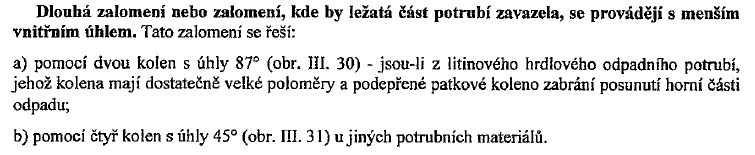 Dlouhá zalomení nebo zalomení, kde by ležatá část potrubí zavazela, se provádějí s menším
vnitřním úhlem. Tato zalomení se řeší:
a) pomocí dvou kolen s úhly 87° (obr. III. 30) - jsou-li z litinového hrdlového odpadního potrubí,
jehož kolena mají dostatečně velké poloměry a podepřené patkové koleno zabrání posunutí horní části
odpadu;
b) pomocí čtyř kolen s úhly 45° (obr. III. 31) u jiných potrubních materiálů.